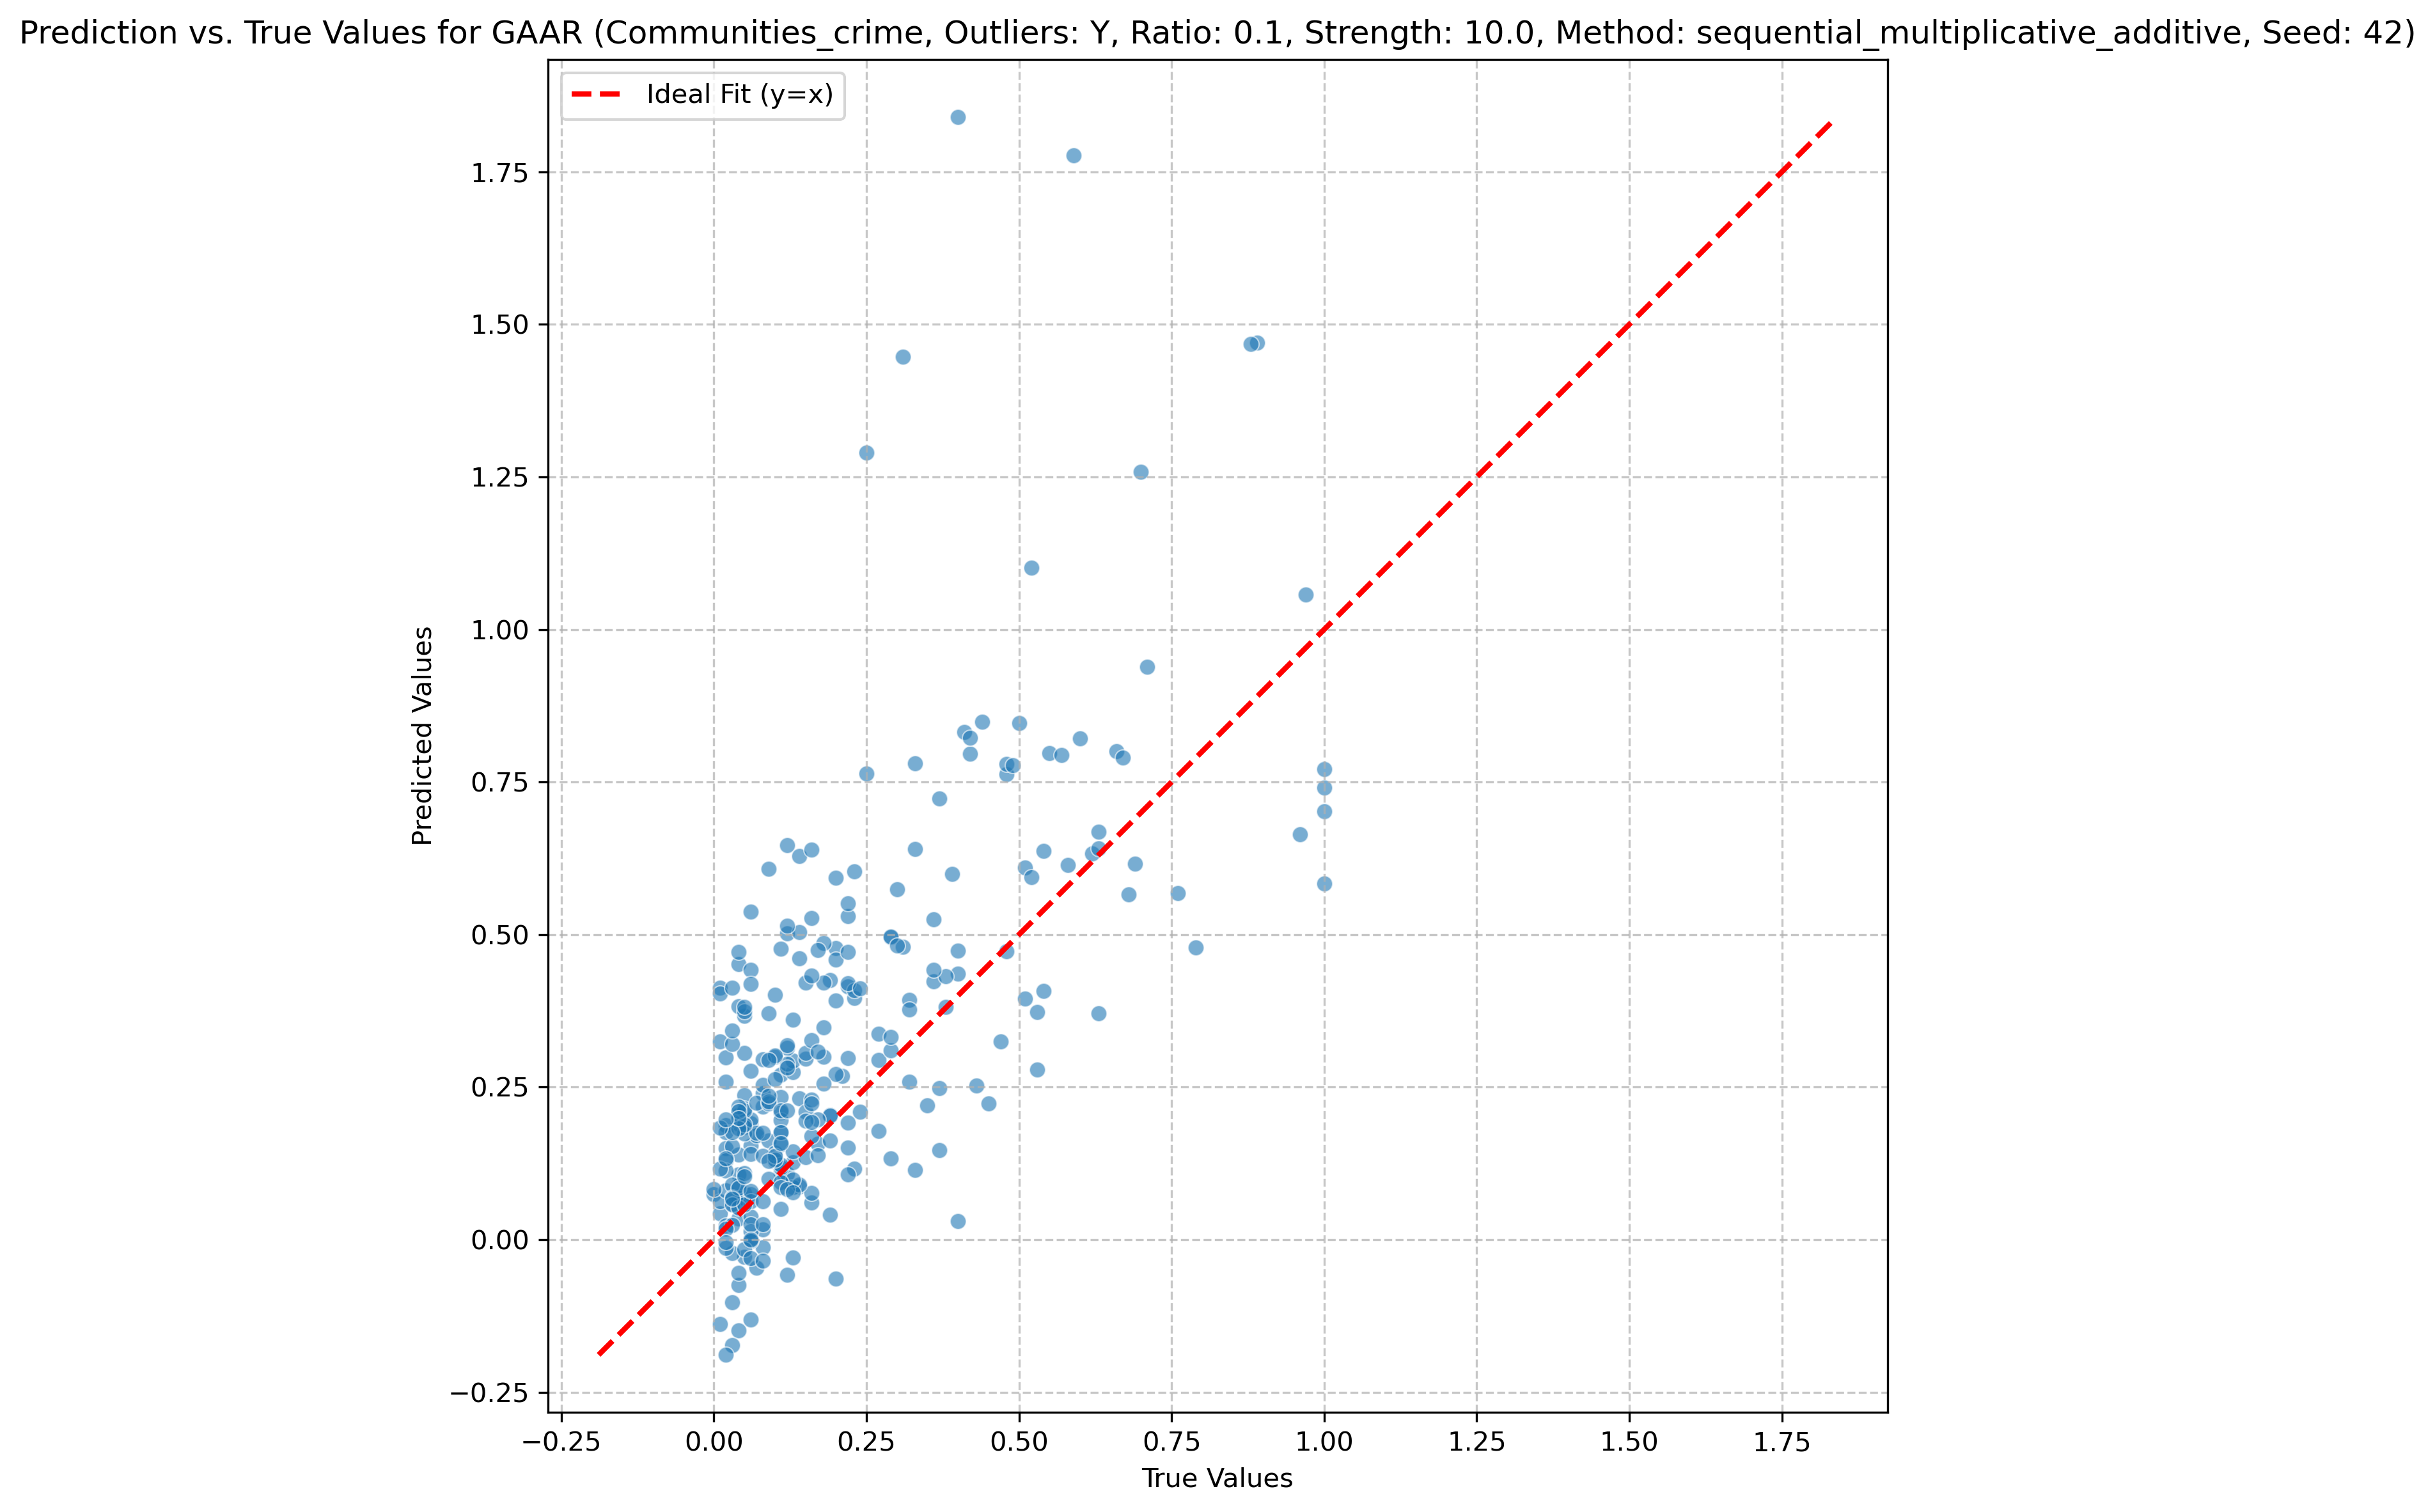 Prediction vs. True Values for GAAR (Communities_crime, Outliers: Y, Ratio: 0.1, Strength: 10.0, Method: sequential_multiplicative_additive, Seed: 42)
Ideal Fit (y=x)
1.75
1.50
1.25
1.00
0.75
0.50
0.25
0.00
−0.25
Predicted Values
−0.25 0.00 0.25 0.50 0.75 1.00 1.25 1.50 1.75
True Values